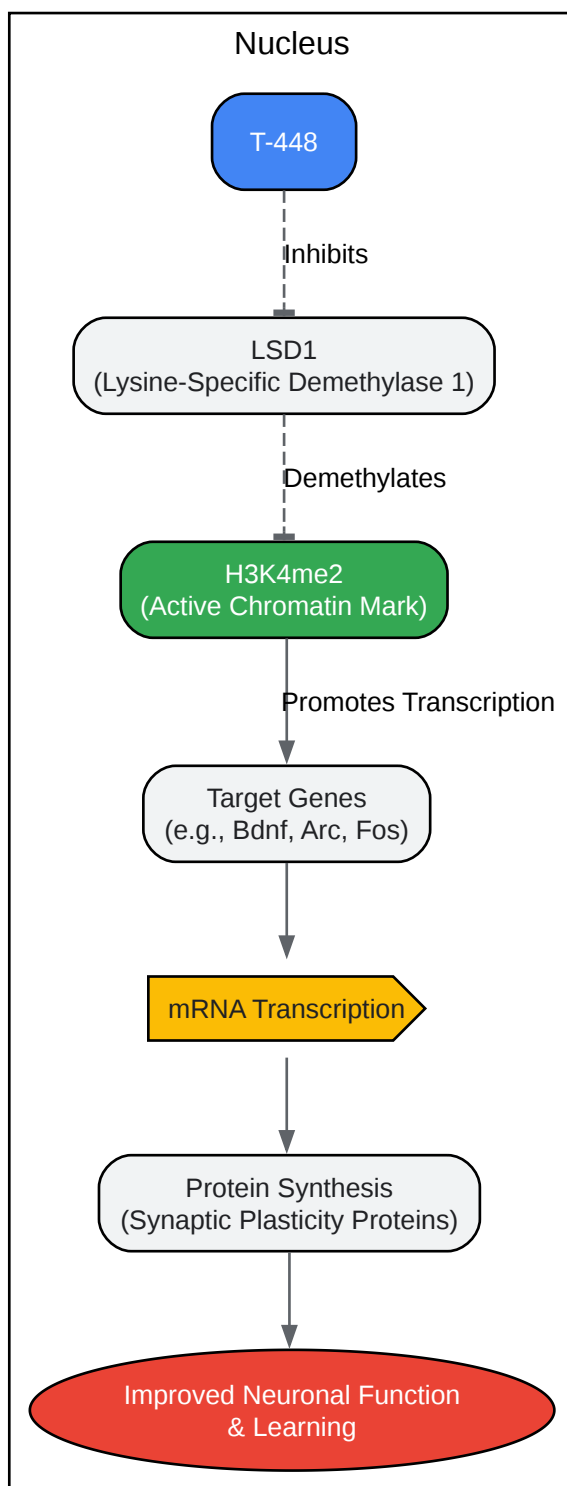 Nucleus
T-448
Inhibits
LSD1
(Lysine-Specific Demethylase 1)
Demethylates
H3K4me2
(Active Chromatin Mark)
Promotes Transcription
Target Genes
(e.g., Bdnf, Arc, Fos)
mRNA Transcription
Protein Synthesis
(Synaptic Plasticity Proteins)
Improved Neuronal Function
& Learning